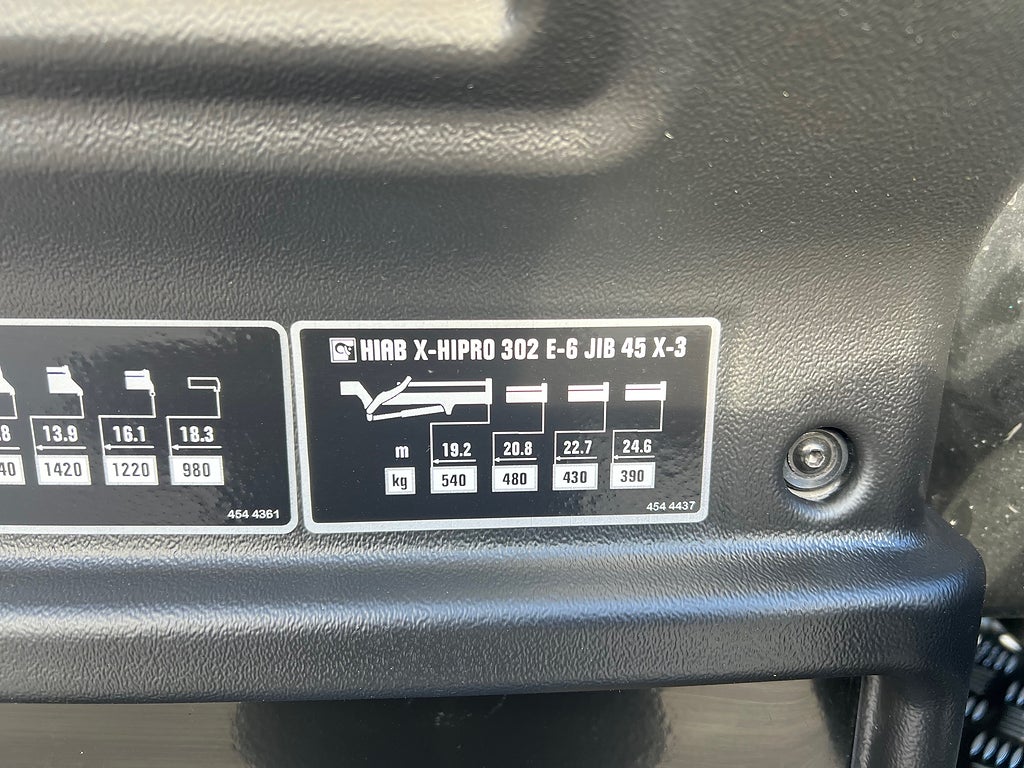 13.9 16.1 18.3
1420 1220 980
454 4361
HIAB X-HIPRO 302 E-6 JIB 45 X-3
m 19.2 20.8 22.7 24.6
kg 540 480 430 390
454 4437